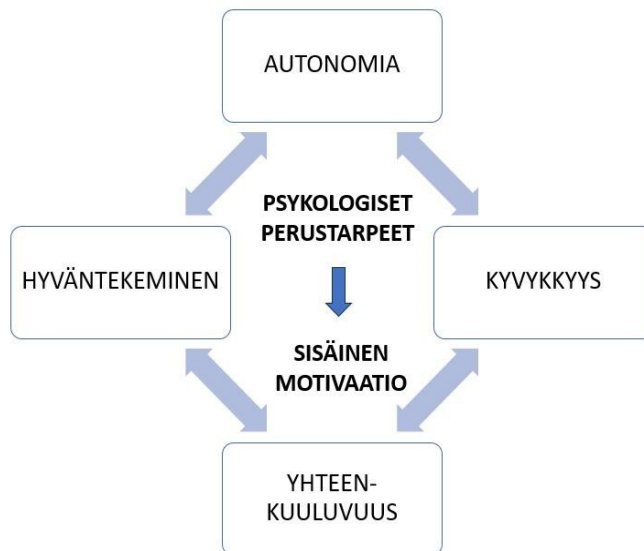 AUTONOMIA
PSYKOLOGISET
PERUSTARPEET
HYVÄNTEKEMINEN
KYVYKKYYS
SISÄINEN
MOTIVAATIO
YHTEEN-
KUULUVUUS